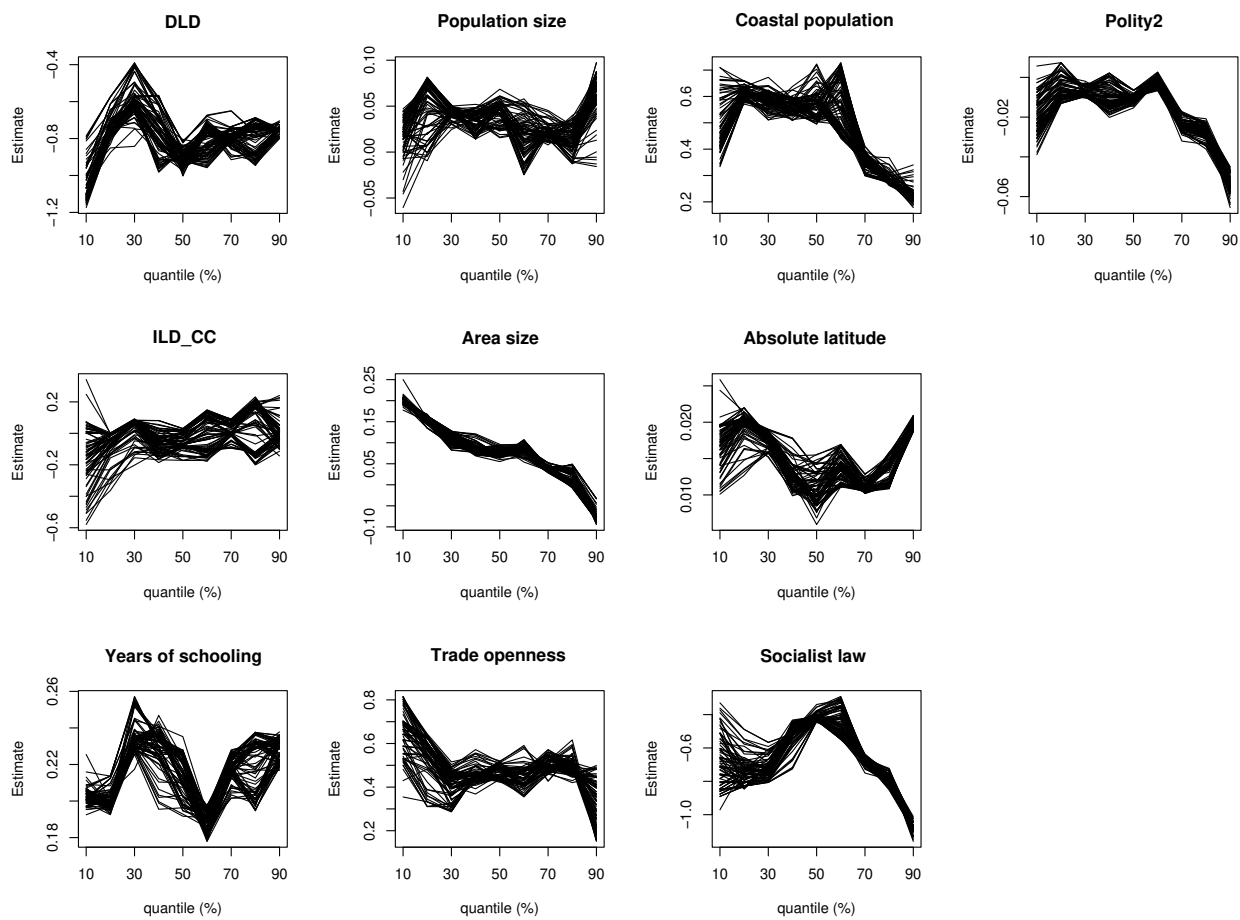 DLD
Estimate
−0.4
−0.8
−1.2
10 30 50 70 90
quantile (%)
Population size
Estimate
0.10
0.05
0.00
−0.05
10 30 50 70 90
quantile (%)
Coastal population
Estimate
0.6
0.4
0.2
10 30 50 70 90
quantile (%)
Polity2
Estimate
−0.02
−0.06
10 30 50 70 90
quantile (%)
ILD_CC
Estimate
0.2
−0.2
−0.6
10 30 50 70 90
quantile (%)
Area size
Estimate
0.25
0.15
0.05
−0.10
10 30 50 70 90
quantile (%)
Absolute latitude
Estimate
0.020
0.010
10 30 50 70 90
quantile (%)
Years of schooling
Estimate
0.26
0.22
0.18
10 30 50 70 90
quantile (%)
Trade openness
Estimate
0.8
0.6
0.4
0.2
10 30 50 70 90
quantile (%)
Socialist law
Estimate
−0.6
−1.0
10 30 50 70 90
quantile (%)